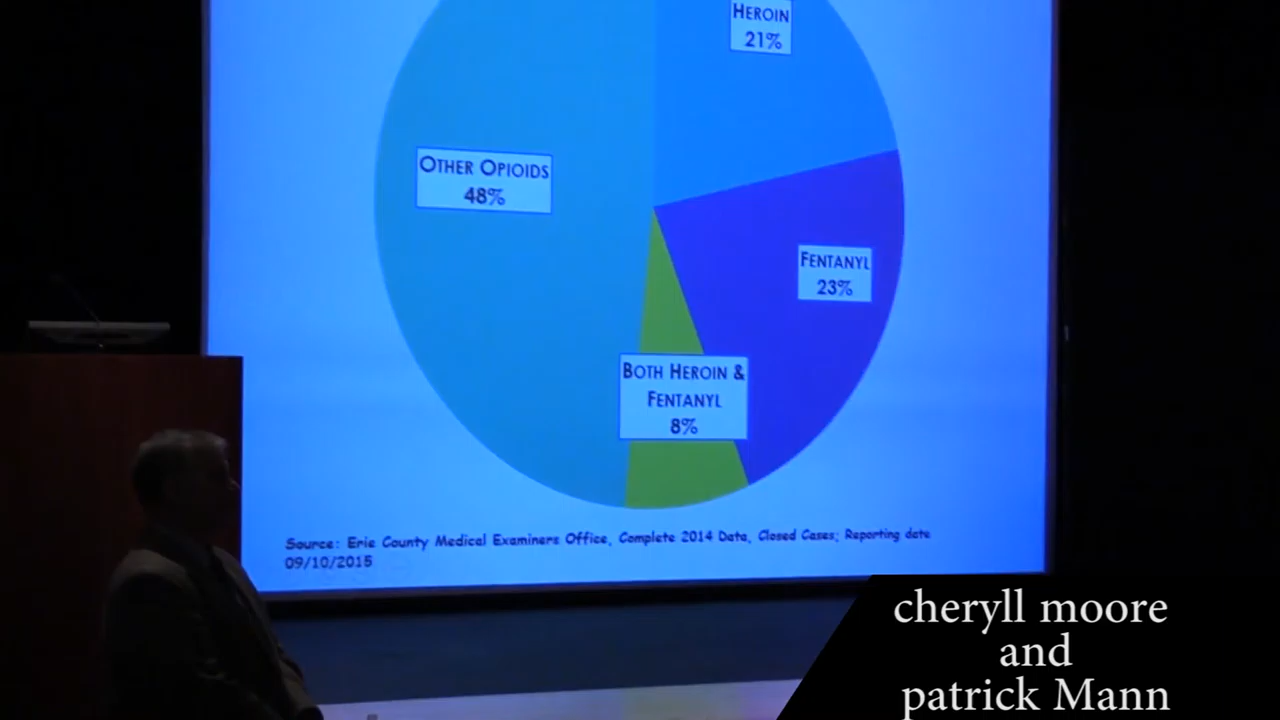 HEROIN
21%
OTHER OPIOIDS
48%
FENTANYL
23%
BOTH HEROIN &
FENTANYL
8%
Source: Erie County Medical Examiners Office, Complete 2014 Data, Closed Cases; Reporting date
09/10/2015
cheryll moore
and
patrick Mann